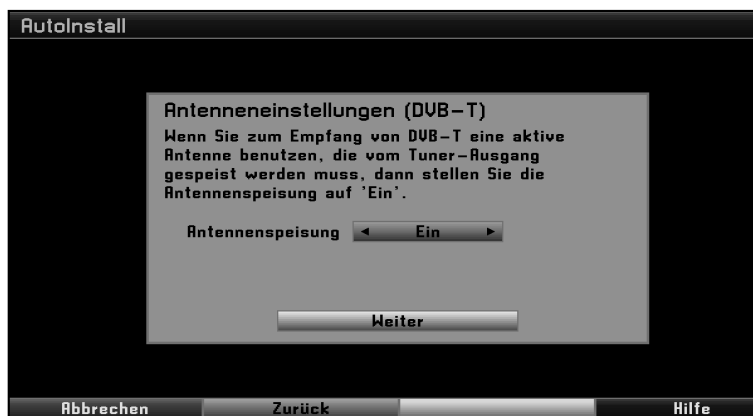 AutoInstall
Antenneneinstellungen (DVB-T)
Wenn Sie zum Empfang von DVB-T eine aktive
Antenne benutzen, die vom Tuner-Ausgang
gespeist werden muss, dann stellen Sie die
Antennenspeisung auf 'Ein'.
Antennenspeisung ◄ Ein ►
Weiter
Abbrechen Zurück Hilfe